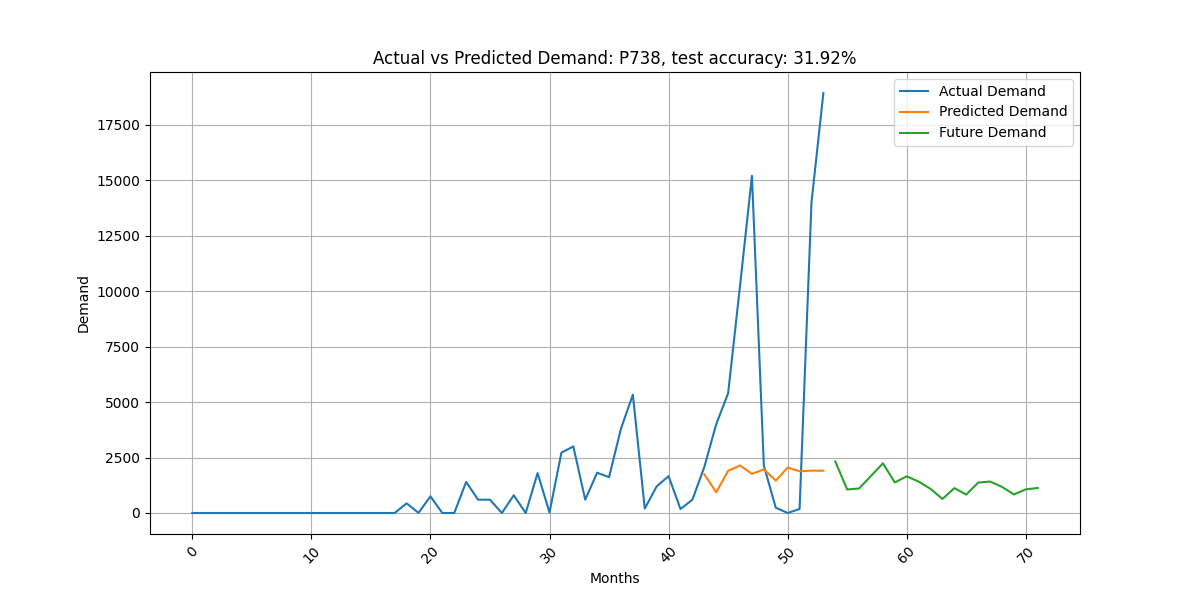 Actual vs Predicted Demand: P738, test accuracy: 31.92%
Actual Demand
Predicted Demand
Future Demand
Demand
17500
15000
12500
10000
7500
5000
2500
0
0 10 20 30 40 50 60 70
Months